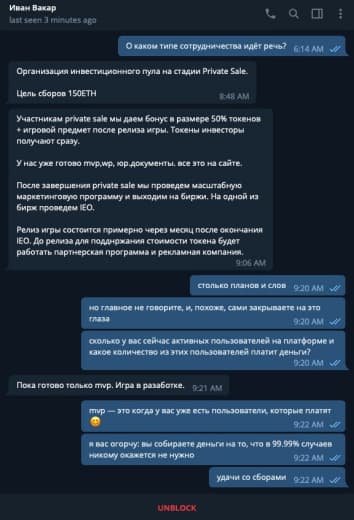 Иван Вакар
last seen 3 minutes ago
О каком типе сотрудничества идёт речь? 6:14 AM
Организация инвестиционного пула на стадии Private Sale.
Цель сборов 150ETH
8:48 AM
Участникам private sale мы даем бонус в размере 50% токенов
+ игровой предмет после релиза игры. Токены инвесторы
получают сразу.
У нас уже готово mvp,wp, юр.документы. все это на сайте.
После завершения private sale мы проведем масштабную
маркетинговую программу и выходим на биржи. На одной из
бирж проведем IEO.
Релиз игры состоится примерно через месяц после окончания
IEO. До релиза для поддржания стоимости токена будет
работать партнерская программа и рекламная компания.
9:06 AM
столько планов и слов 9:20 AM
но главное не говорите, и, похоже, сами закрываете на это
глаза
9:20 AM
сколько у вас сейчас активных пользователей на платформе и
какое количество из этих пользователей платит деньги?
9:20 AM
Пока готово только mvp. Игра в разаботке. 9:21 AM
mvp — это когда у вас уже есть пользователи, которые платят
😊
9:22 AM
я вас огорчу: вы собираете деньги на то, что в 99.99% случаев
никому окажется не нужно
9:22 AM
удачи со сборами 9:22 AM
UNBLOCK